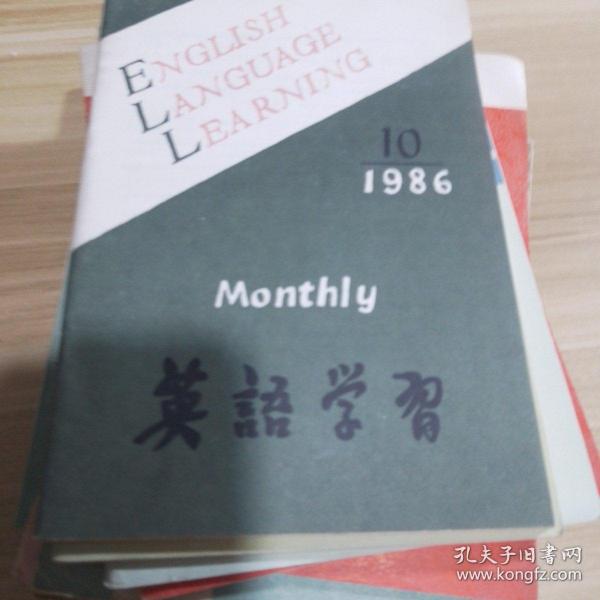 ENGLISH
LANGUAGE
LEARNING
10
1986
Monthly
英語学習
孔夫子旧书网
www.kongfz.com